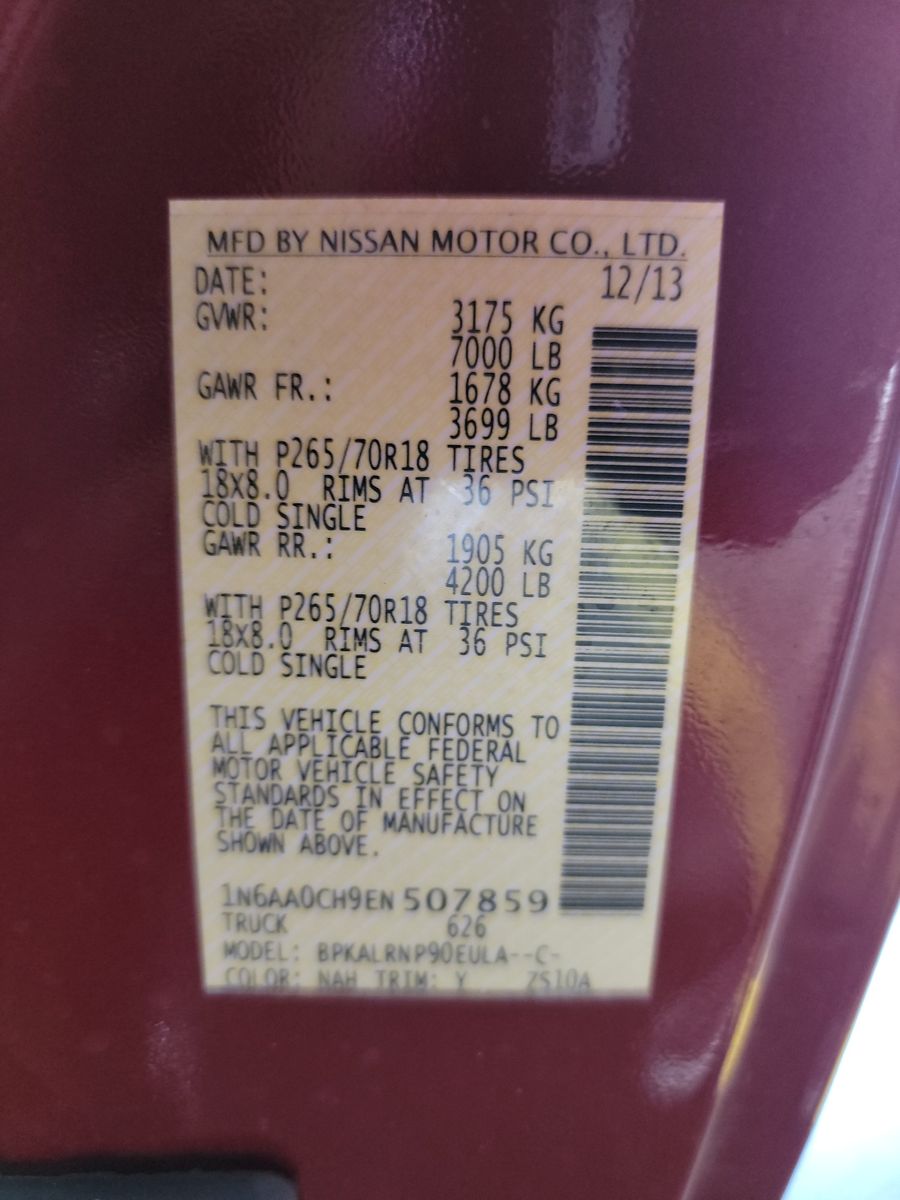 MFD BY NISSAN MOTOR CO., LTD.
DATE: 12/13
GVWR: 3175 KG
7000 LB
GAWR FR.: 1678 KG
3699 LB
WITH P265/70R18 TIRES
18X8.0 RIMS AT 36 PSI
COLD SINGLE
GAWR RR.: 1905 KG
4200 LB
WITH P265/70R18 TIRES
18X8.0 RIMS AT 36 PSI
COLD SINGLE
THIS VEHICLE CONFORMS TO
ALL APPLICABLE FEDERAL
MOTOR VEHICLE SAFETY
STANDARDS IN EFFECT ON
THE DATE OF MANUFACTURE
SHOWN ABOVE.
1N6AA0CH9EN 507859
TRUCK 626
MODEL: BPKALRNP90EULA--C-
COLOR: NAH TRIM: Y ZS10A